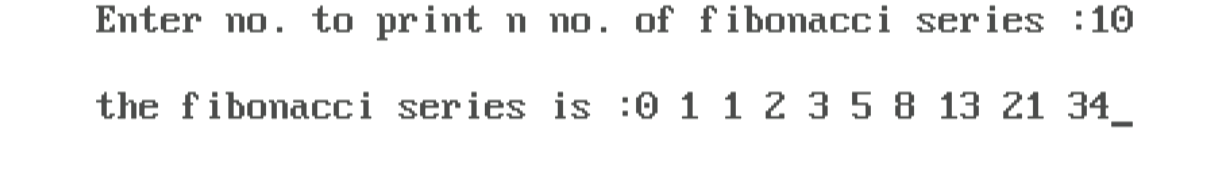 Enter no. to print n no. of fibonacci series :10
the fibonacci series is :0 1 1 2 3 5 8 13 21 34_